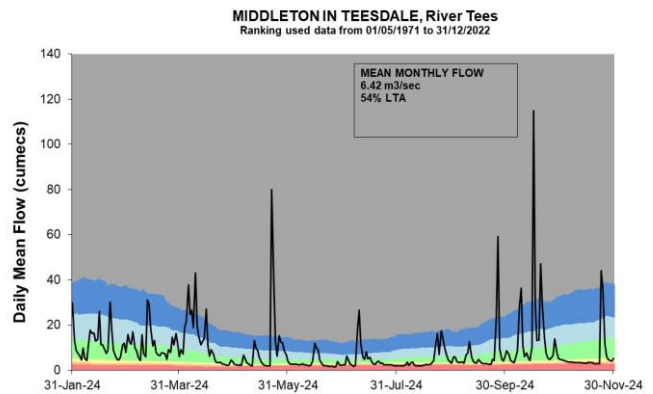 MIDDLETON IN TEESDALE, River Tees
Ranking used data from 01/05/1971 to 31/12/2022
MEAN MONTHLY FLOW
6.42 m3/sec
54% LTA
Daily Mean Flow (cumecs)
140
120
100
80
60
40
20
0
31-Jan-24 31-Mar-24 31-May-24 31-Jul-24 30-Sep-24 30-Nov-24